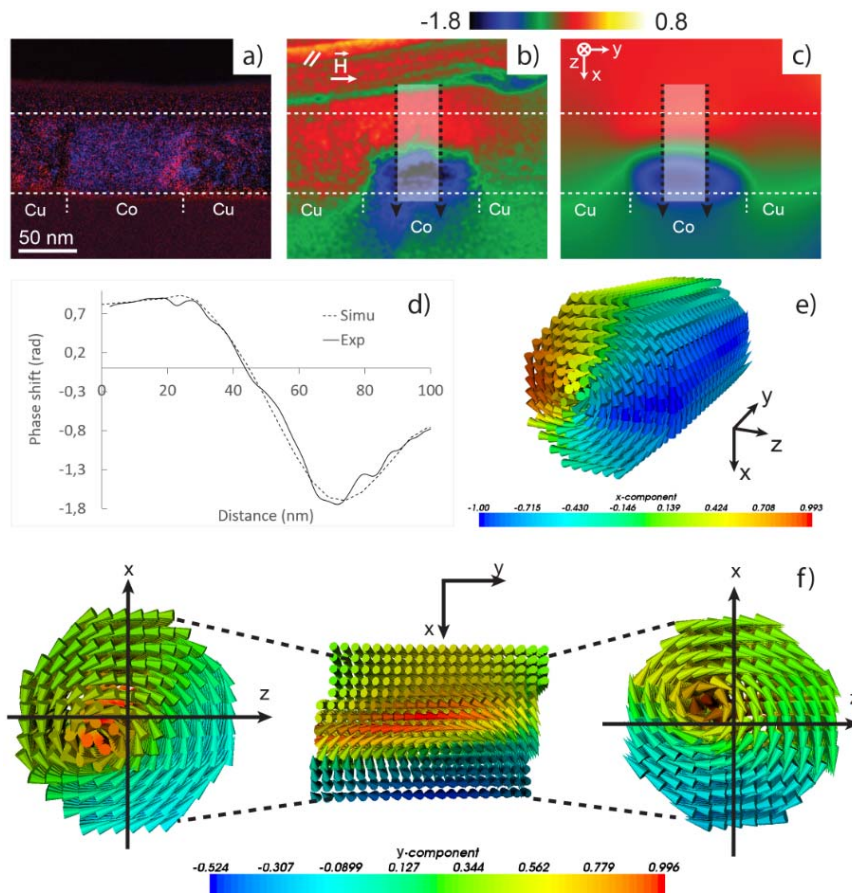 -1.8 0.8
a)
Cu Co Cu
50 nm
b)
// H
Cu Co Cu
c)
z y
x
Cu Co Cu
d)
Phase shift (rad)
0,7
0,2
-0,3
-0,8
-1,3
-1,8
0 20 40 60 80 100
Simu
Exp
Distance (nm)
e)
y
z
x
x-component
-1.00 -0.715 -0.430 -0.146 0.139 0.424 0.708 0.993
f)
x
z
y
x
x
z
y-component
-0.524 -0.307 -0.0899 0.127 0.344 0.562 0.779 0.996